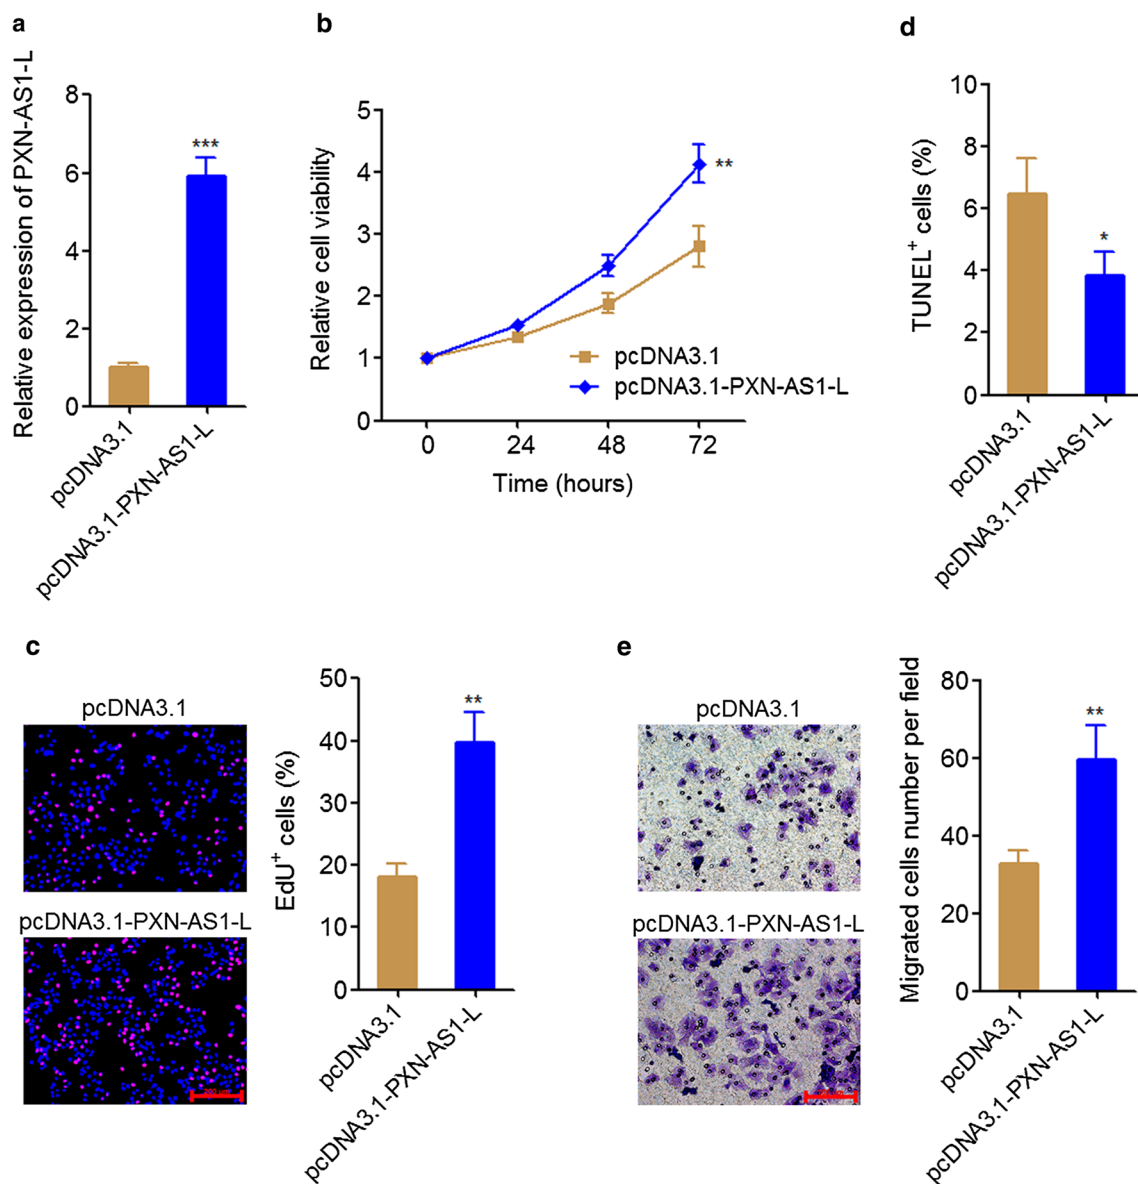 a
Relative expression of PXN-AS1-L
8
6
4
2
0
***
pcDNA3.1
pcDNA3.1-PXN-AS1-L
b
Relative cell viability
5
4
3
2
1
0
**
pcDNA3.1
pcDNA3.1-PXN-AS1-L
0 24 48 72
Time (hours)
d
TUNEL+ cells (%)
10
8
6
4
2
0
*
pcDNA3.1
pcDNA3.1-PXN-AS1-L
c
pcDNA3.1
pcDNA3.1-PXN-AS1-L
EdU+ cells (%)
50
40
30
20
10
0
**
pcDNA3.1
pcDNA3.1-PXN-AS1-L
e
pcDNA3.1
pcDNA3.1-PXN-AS1-L
Migrated cells number per field
80
60
40
20
0
**
pcDNA3.1
pcDNA3.1-PXN-AS1-L